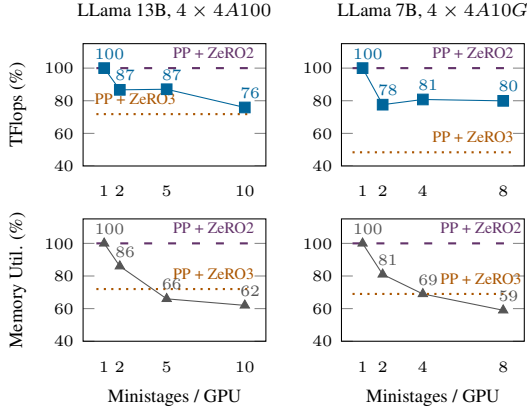 LLama 13B, 4 × 4A100
LLama 7B, 4 × 4A10G
TFlops (%)
100
80
60
40
100
87
87
76
PP + ZeRO2
PP + ZeRO3
1 2 5 10
100
80
60
40
100
78
81
80
PP + ZeRO2
PP + ZeRO3
1 2 4 8
Memory Util. (%)
100
80
60
40
100
86
66
62
PP + ZeRO2
PP + ZeRO3
1 2 5 10
Ministages / GPU
100
80
60
40
100
81
69
59
PP + ZeRO2
PP + ZeRO3
1 2 4 8
Ministages / GPU